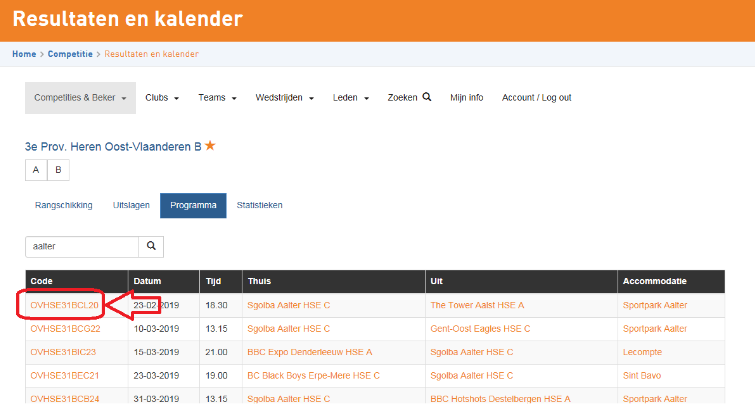 Resultaten en kalender
Home > Competitie > Resultaten en kalender
Competities & Beker Clubs Teams Wedstrijden Leden Zoeken Mijn info Account / Log out
3e Prov. Heren Oost-Vlaanderen B
A B
Rangschikking Uitslagen Programma Statistieken
aalter
Code Datum Tijd Thuis Uit Accommodatie
OVHSE31BCL20 23-02-2019 18.30 Sgolba Aalter HSE C The Tower Aalst HSE A Sportpark Aalter
OVHSE31BCG22 10-03-2019 13.15 Sgolba Aalter HSE C Gent-Oost Eagles HSE C Sportpark Aalter
OVHSE31BIC23 15-03-2019 21.00 BBC Expo Denderleeuw HSE A Sgolba Aalter HSE C Lecompte
OVHSE31BEC21 23-03-2019 19.00 BC Black Boys Erpe-Mere HSE C Sgolba Aalter HSE C Sint Bavo
OVHSE31BCB24 31-03-2019 13.15 Sgolba Aalter HSE C BBC Hotshots Destelbergen HSE A Sportpark Aalter